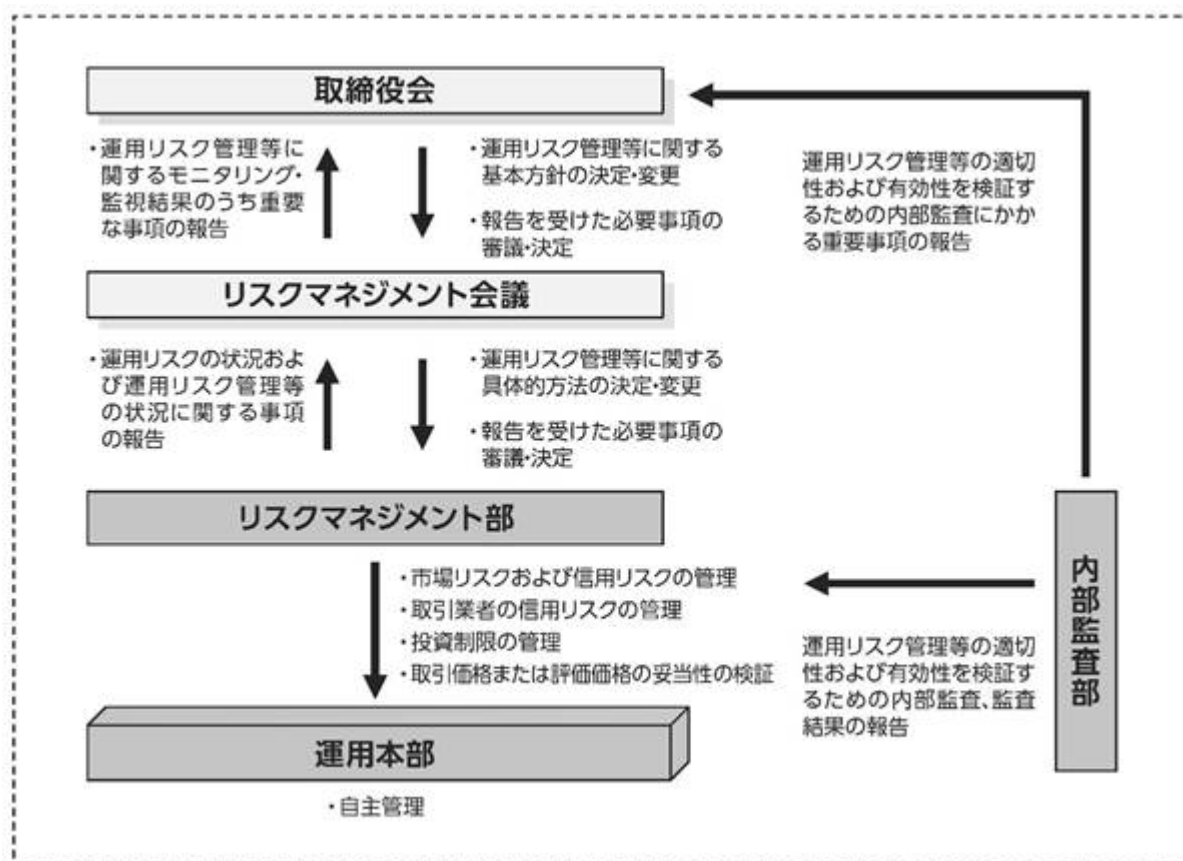 取締役会
・運用リスク管理等に
関するモニタリング・
監視結果のうち重要
な事項の報告
・運用リスク管理等に関する
基本方針の決定・変更
・報告を受けた必要事項の
審議・決定
運用リスク管理等の適切
性および有効性を検証す
るための内部監査にかか
る重要事項の報告
リスクマネジメント会議
・運用リスクの状況およ
び運用リスク管理等
の状況に関する事項
の報告
・運用リスク管理等に関する
具体的方法の決定・変更
・報告を受けた必要事項の
審議・決定
リスクマネジメント部
・市場リスクおよび信用リスクの管理
・取引業者の信用リスクの管理
・投資制限の管理
・取引価格または評価価格の妥当性の検証
運用リスク管理等の適切
性および有効性を検証す
るための内部監査、監査
結果の報告
内部監査部
運用本部
・自主管理